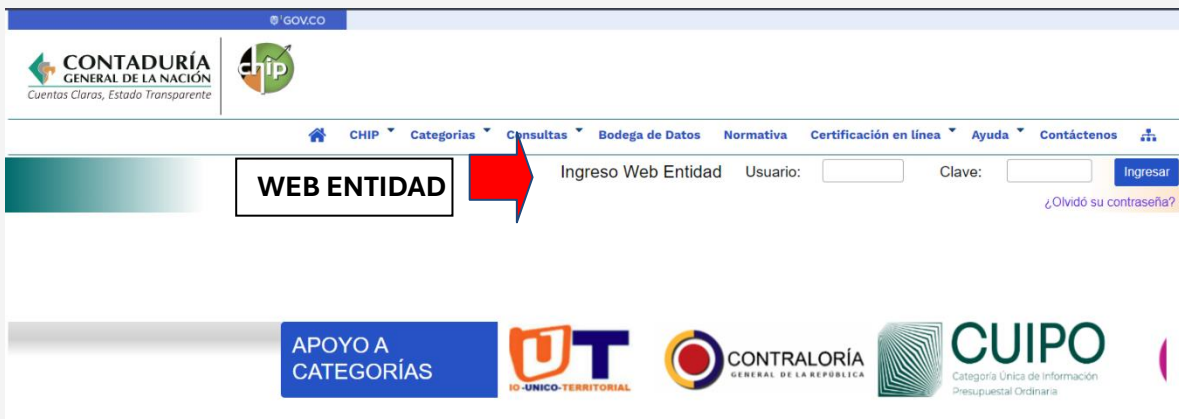 GOV.CO
CONTADURÍA
GENERAL DE LA NACIÓN
Cuentas Claras, Estado Transparente
chip
CHIP Categorias Consultas Bodega de Datos Normativa Certificación en línea Ayuda Contáctenos
WEB ENTIDAD
Ingreso Web Entidad Usuario: Clave: Ingresar
¿Olvidó su contraseña?
APOYO A
CATEGORÍAS
UT
IO-UNICO-TERRITORIAL
CONTRALORÍA
GENERAL DE LA REPÚBLICA
CUIPO
Categoría Única de Información
Presupuestal Ordinaria